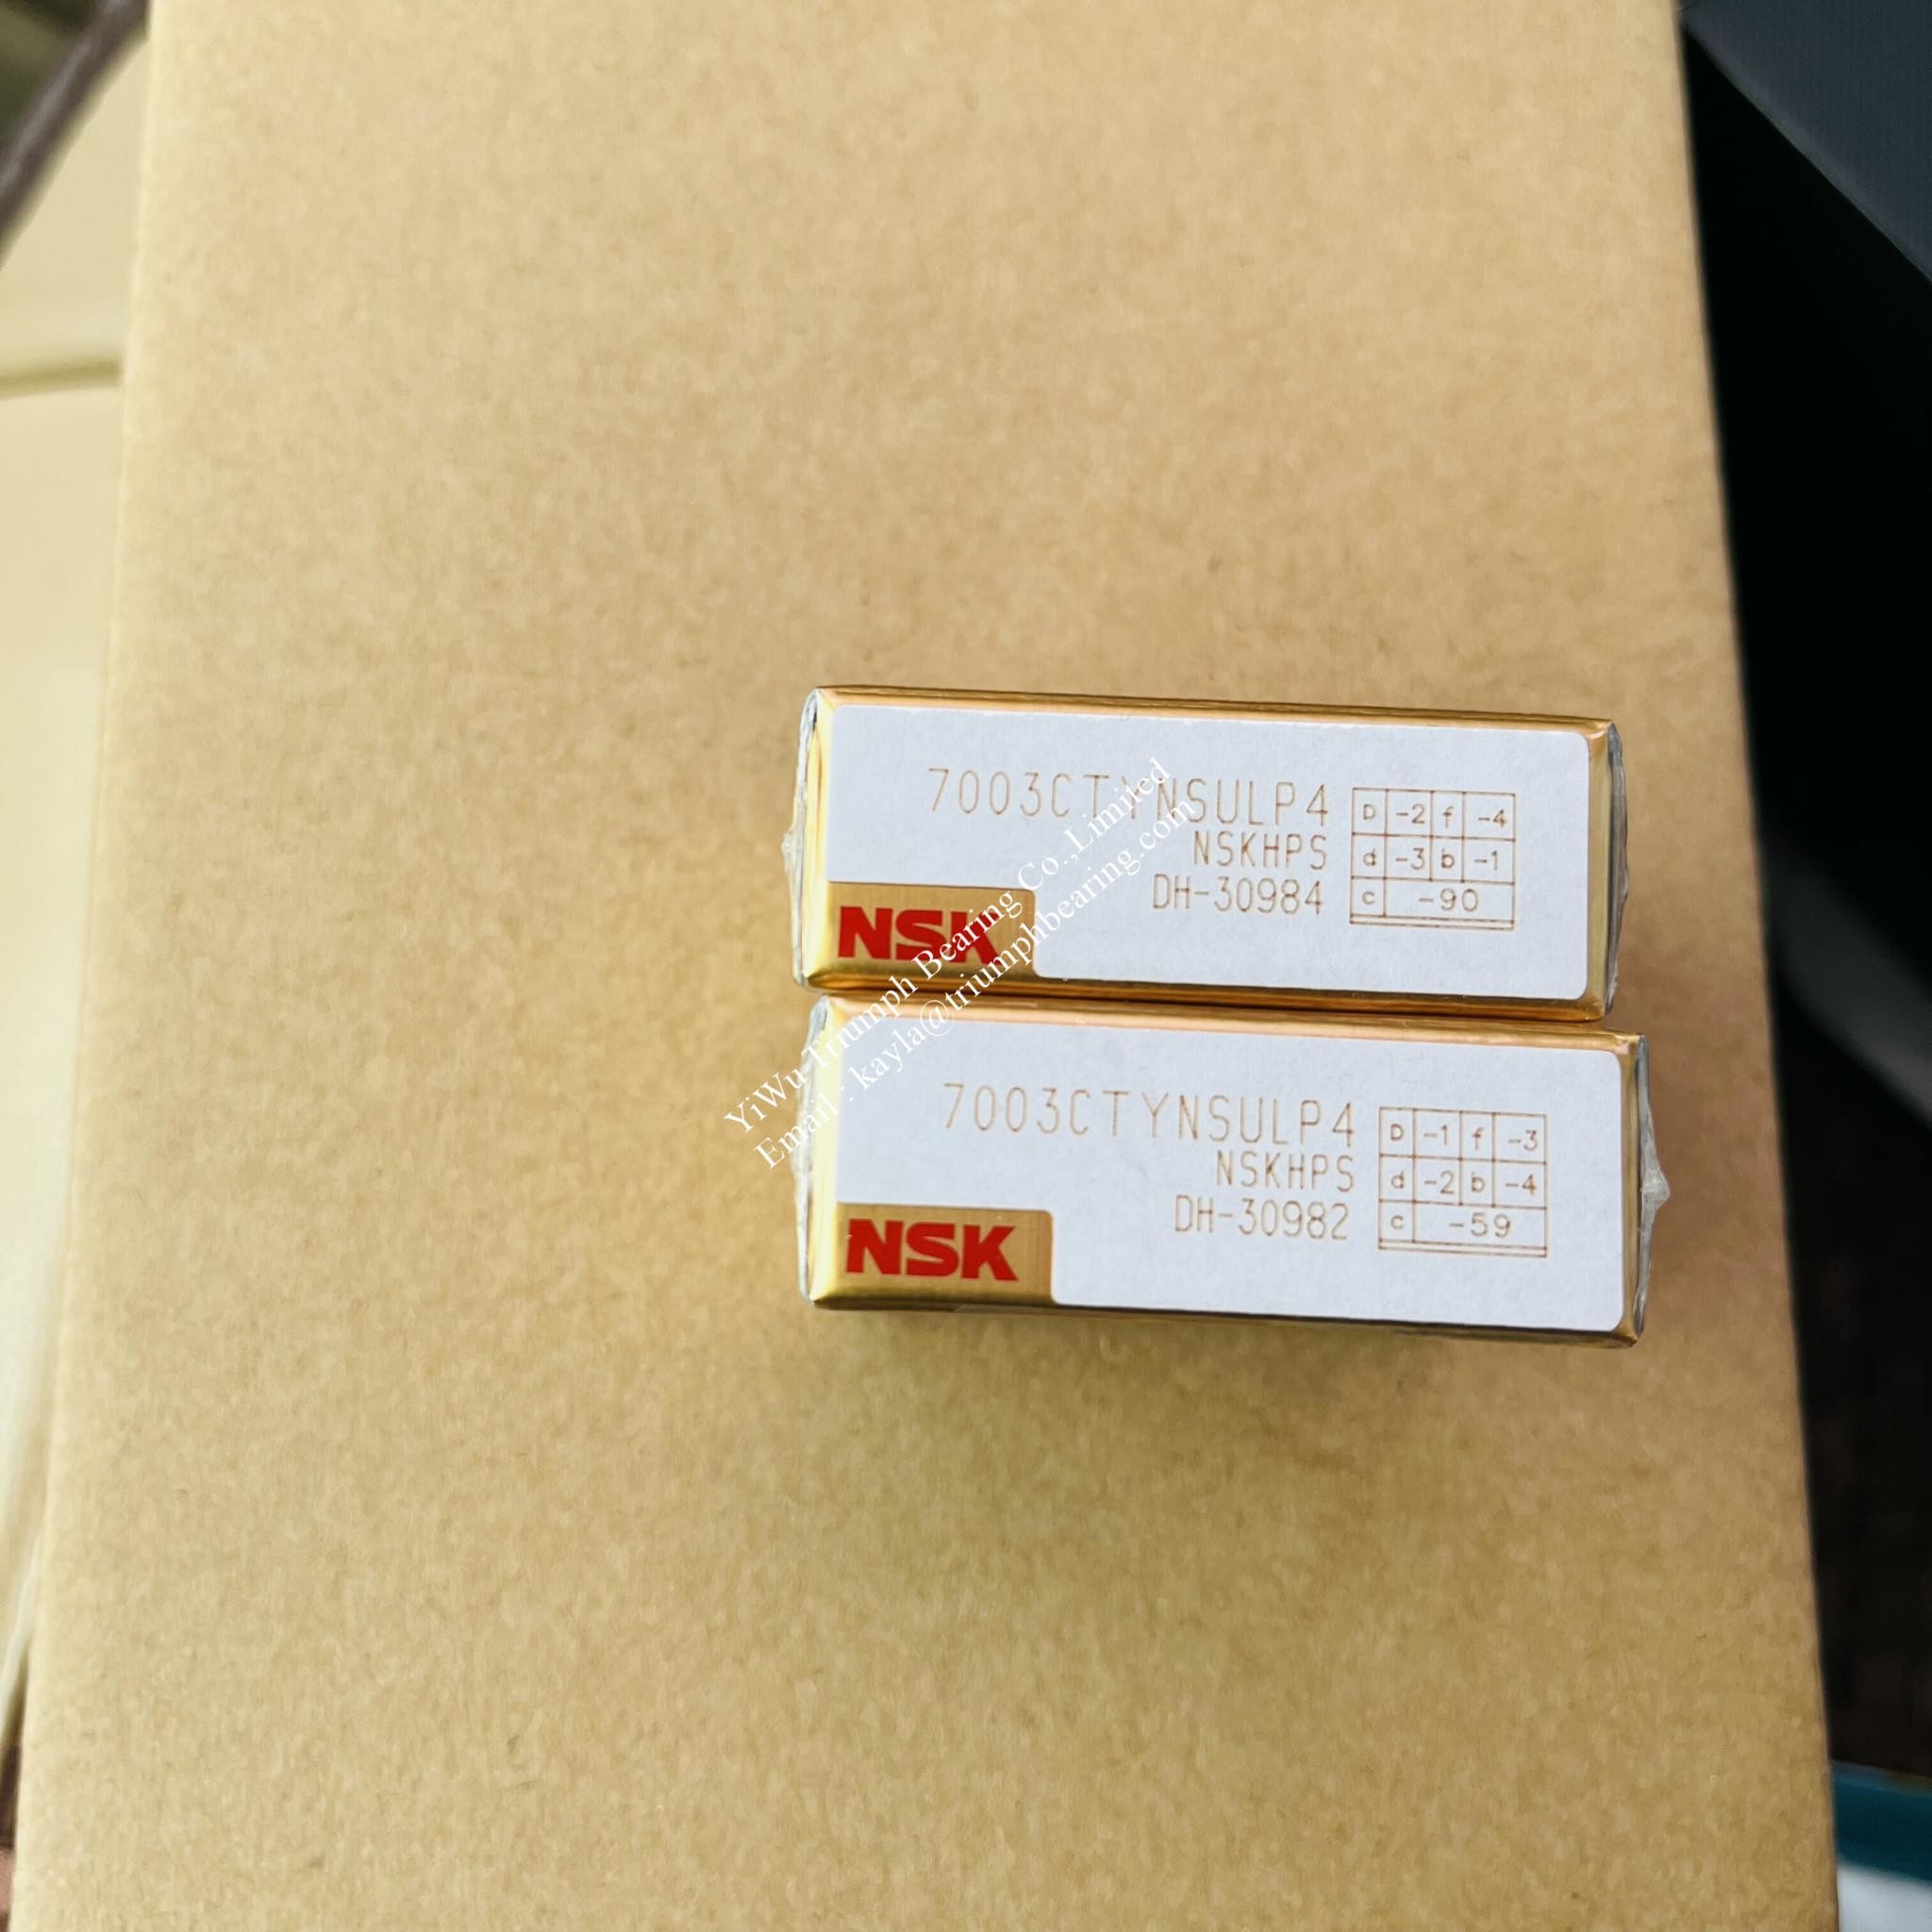 7003CTYNSULP4
NSKHPS
DH-30984
D -2 f -4
d -3 b -1
c -90
NSK
7003CTYNSULP4
NSKHPS
DH-30982
D -1 f -3
d -2 b -4
c -59
NSK
YiWu Triumph Bearing Co.,Limited
Email : kayla@triumphbearing.com